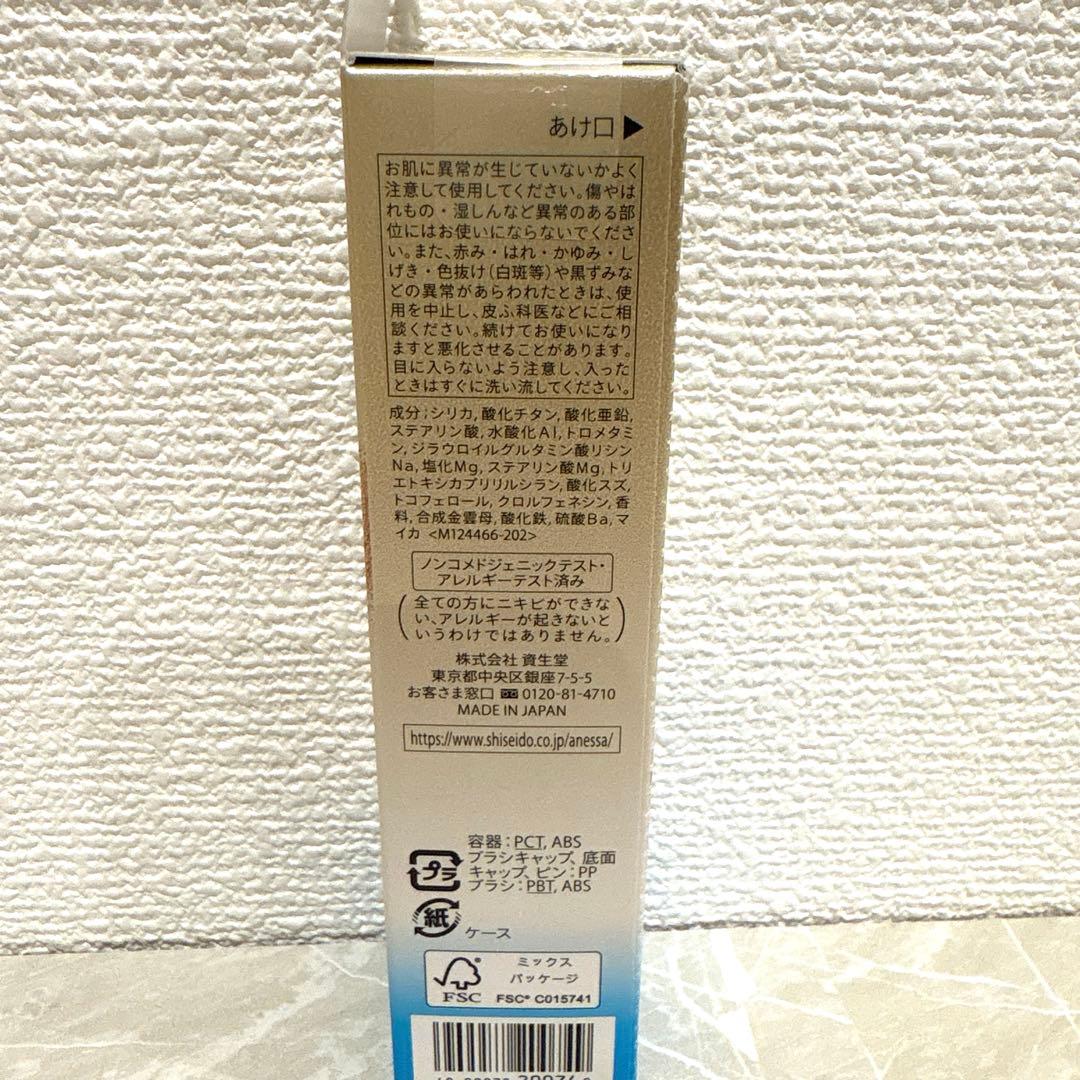 あけ口▶
お肌に異常が生じていないかよく
注意して使用してください。傷やは
れもの・湿しんなど異常のある部
位にはお使いにならないでくださ
い。また、赤み・はれ・かゆみ・し
げき・色抜け（白斑等）や黒ずみな
どの異常があらわれたときは、使
用を中止し、皮ふ科医などにご相
談ください。続けてお使いになり
ますと悪化させることがあります。
目に入らないよう注意し、入った
ときはすぐに洗い流してください。
成分；シリカ，酸化チタン，酸化亜鉛，
ステアリン酸，水酸化Al，トロメタミ
ン，ジラウロイルグルタミン酸リシン
Na，塩化Mg，ステアリン酸Mg，トリ
エトキシカプリリルシラン，酸化スズ，
トコフェロール，クロルフェネシン，香
料，合成金雲母，酸化鉄，硫酸Ba，マ
イカ <M124466-202>
ノンコメドジェニックテスト・
アレルギーテスト済み
（全ての方にニキビができな
い、アレルギーが起きないと
いうわけではありません。）
株式会社 資生堂
東京都中央区銀座7-5-5
お客さま窓口 0120-81-4710
MADE IN JAPAN
https://www.shiseido.co.jp/anessa/
容器：PCT, ABS
プラ ブラシキャップ、底面
キャップ、ピン：PP
ブラシ：PBT, ABS
紙 ケース
ミックス
パッケージ
FSC FSC® C015741